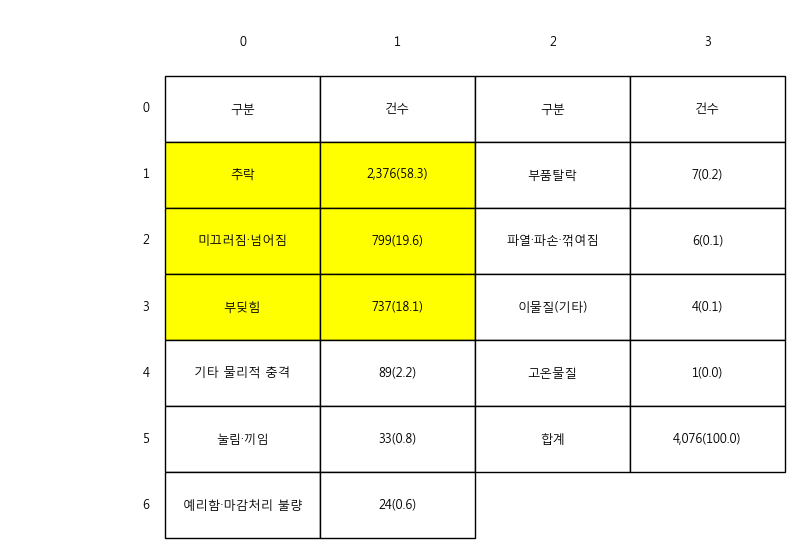 0 1 2 3
0 구분 건수 구분 건수
1 추락 2,376(58.3) 부품탈락 7(0.2)
2 미끄러짐·넘어짐 799(19.6) 파열·파손·꺾여짐 6(0.1)
3 부딪힘 737(18.1) 이물질(기타) 4(0.1)
4 기타 물리적 충격 89(2.2) 고온물질 1(0.0)
5 눌림·끼임 33(0.8) 합계 4,076(100.0)
6 예리함·마감처리 불량 24(0.6)